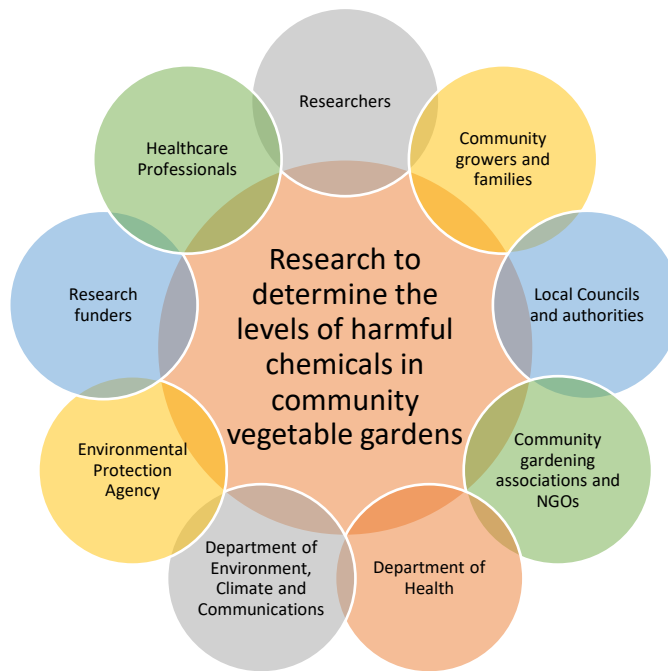 Researchers
Community
growers and
families
Local Councils
and authorities
Community
gardening
associations and
NGOs
Department of
Health
Department of
Environment,
Climate and
Communications
Environmental
Protection
Agency
Research
funders
Healthcare
Professionals
Research to
determine the
levels of harmful
chemicals in
community
vegetable gardens